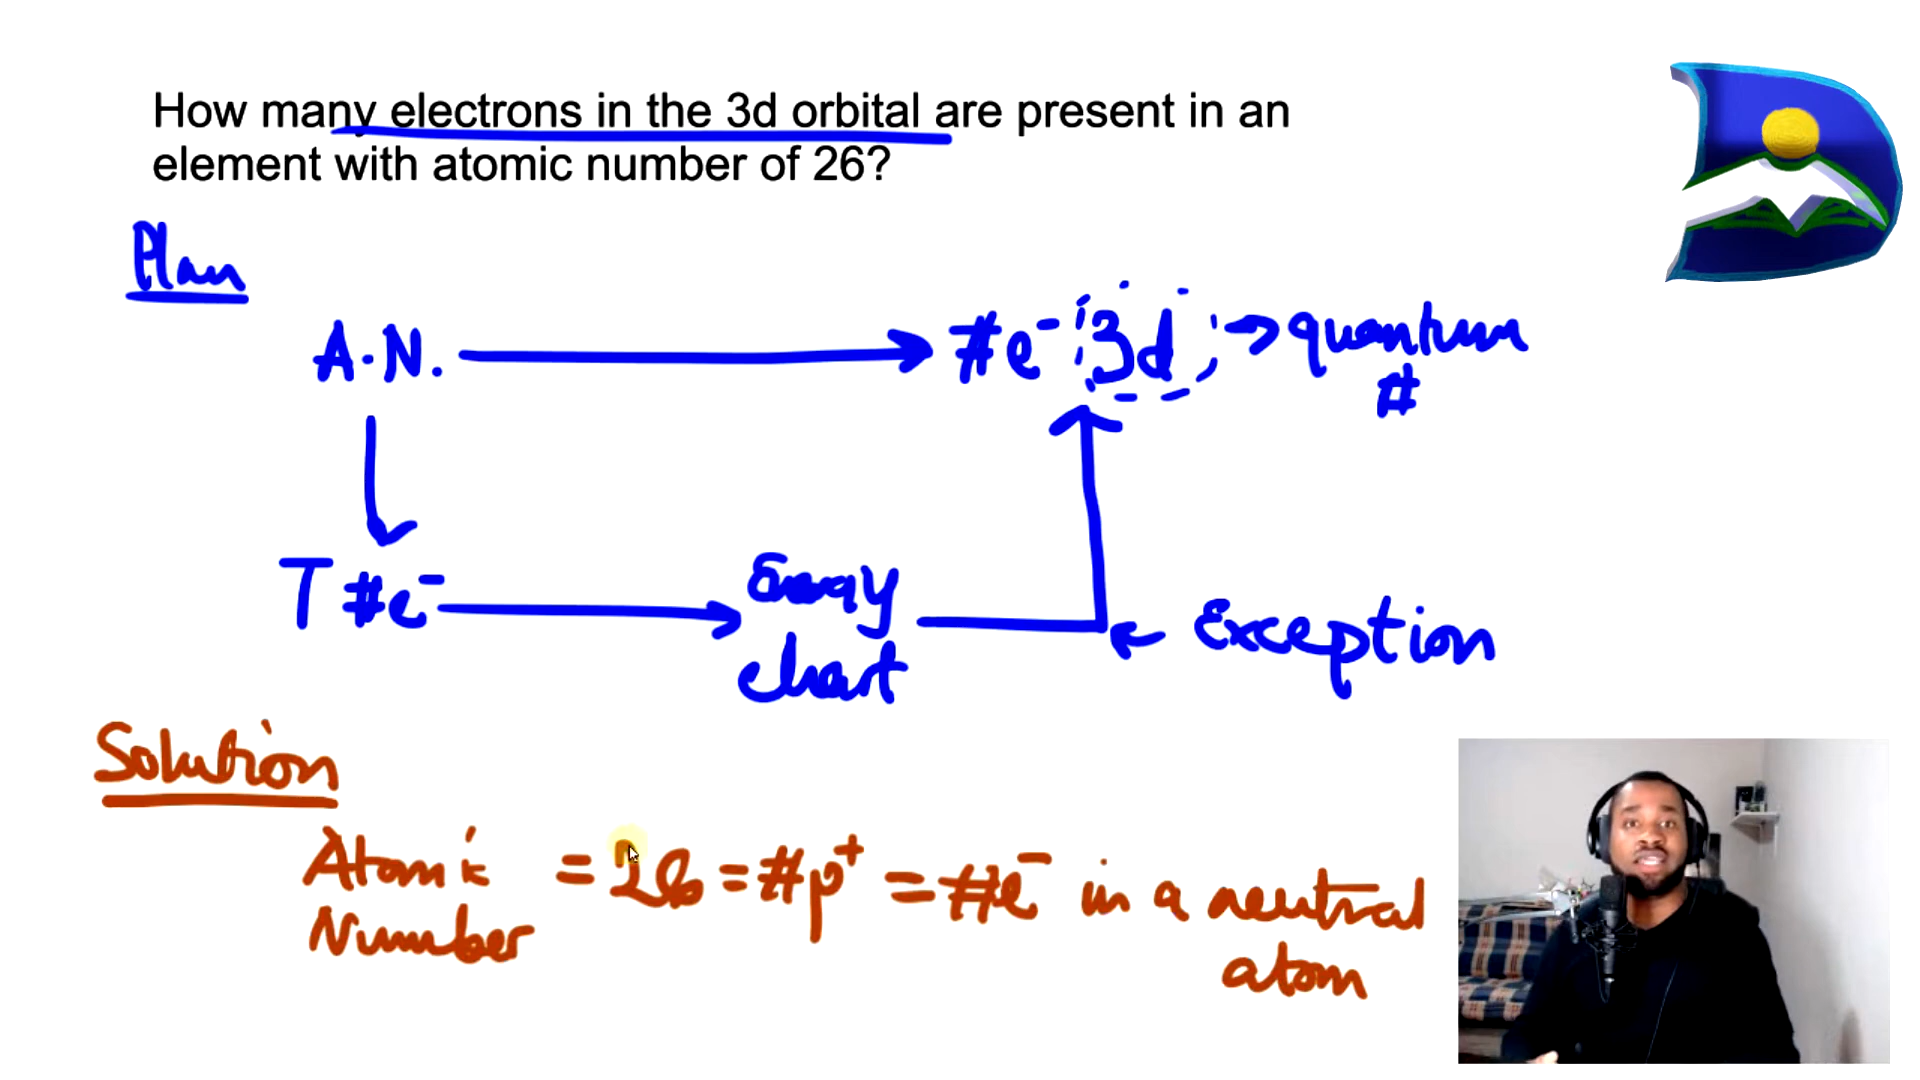 How many electrons in the 3d orbital are present in an
element with atomic number of 26?
Plan
A.N. → #e⁻ 3d → quantum
#
T #e⁻ → Energy
chart
← Exception
Solution
Atomic
Number = 26 = #p⁺ = #e⁻ in a neutral
atom